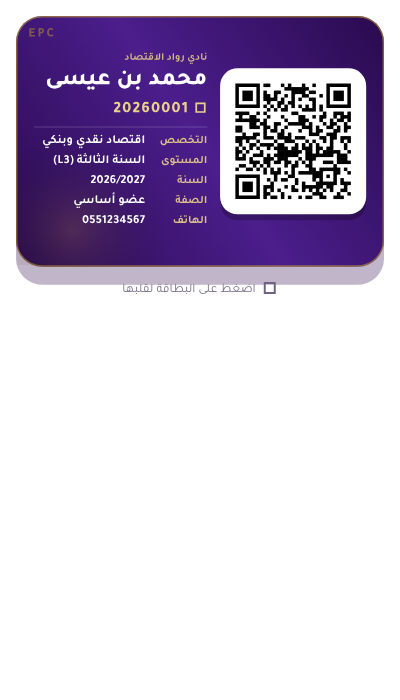 EPC
نادي رواد الاقتصاد
محمد بن عيسى
20260001
التخصص اقتصاد نقدي وبنكي
المستوى السنة الثالثة (L3)
السنة 2026/2027
الصفة عضو أساسي
الهاتف 0551234567
اضغط على البطاقة لقلبها